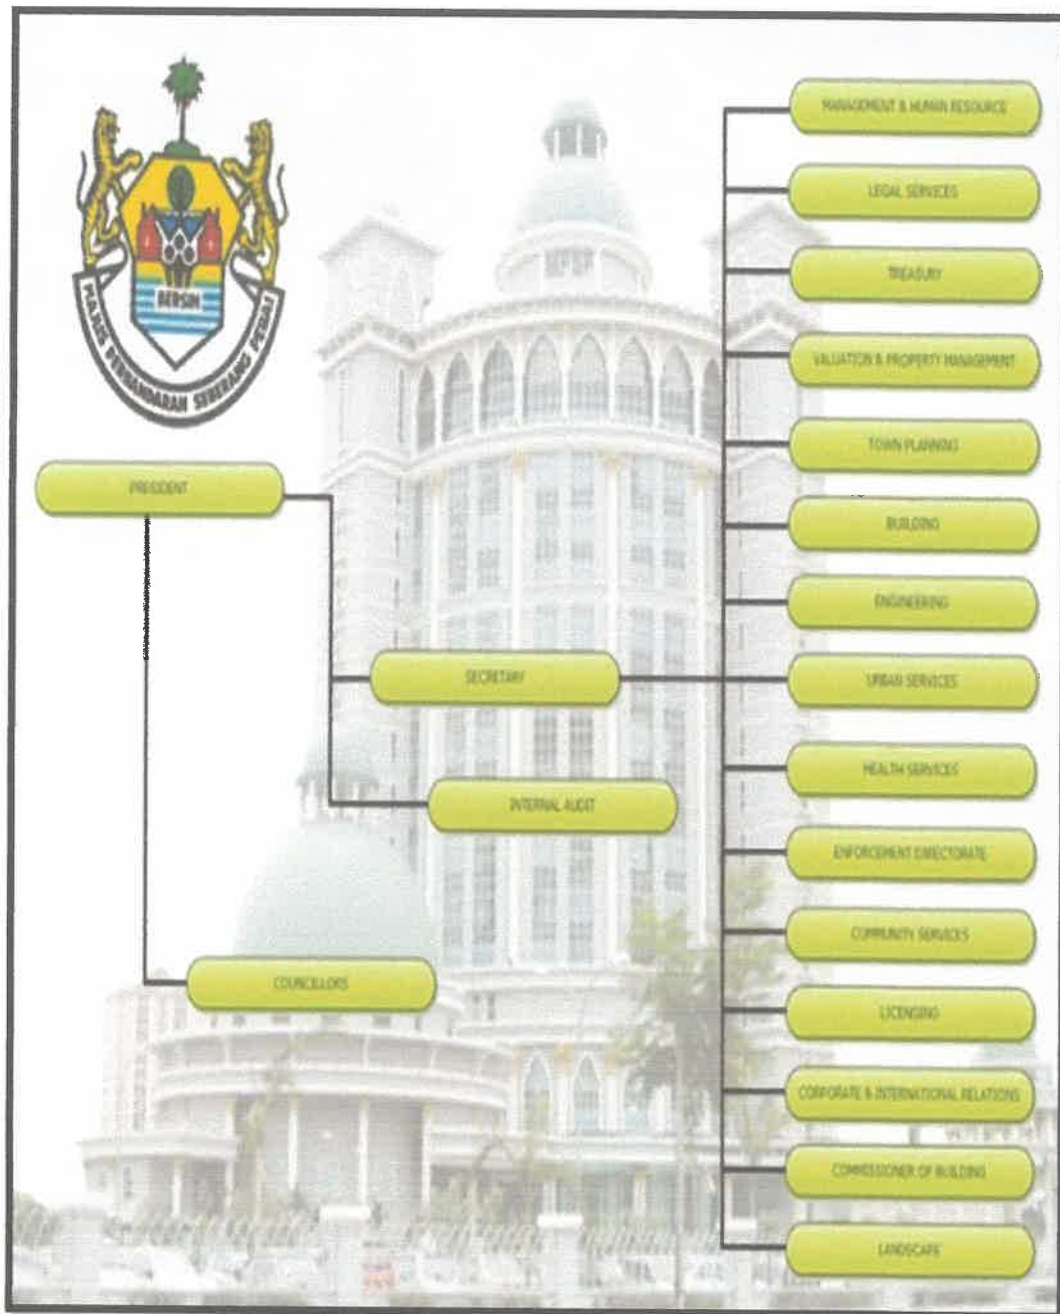 BERSIH
MAJLIS PERBANDARAN SEBERANG PERAI
PRESIDENT
SECRETARY
INTERNAL AUDIT
COUNCILLORS
MANAGEMENT & HUMAN RESOURCE
LEGAL SERVICES
TREASURY
VALUATION & PROPERTY MANAGEMENT
TOWN PLANNING
BUILDING
ENGINEERING
URBAN SERVICES
HEALTH SERVICES
ENFORCEMENT DIRECTORATE
COMMUNITY SERVICES
LICENSING
CORPORATE & INTERNATIONAL RELATIONS
COMMISSIONER OF BUILDING
LANDSCAPE